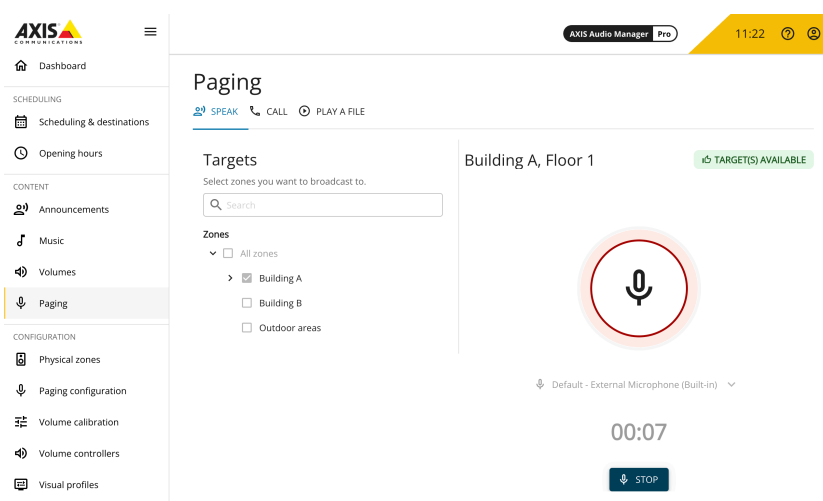 AXIS
COMMUNICATIONS
AXIS Audio Manager Pro
11:22
Dashboard
SCHEDULING
Scheduling & destinations
Opening hours
CONTENT
Announcements
Music
Volumes
Paging
CONFIGURATION
Physical zones
Paging configuration
Volume calibration
Volume controllers
Visual profiles
Paging
SPEAK CALL PLAY A FILE
Targets
Select zones you want to broadcast to.
Search
Zones
All zones
Building A
Building B
Outdoor areas
Building A, Floor 1
TARGET(S) AVAILABLE
Default - External Microphone (Built-in)
00:07
STOP